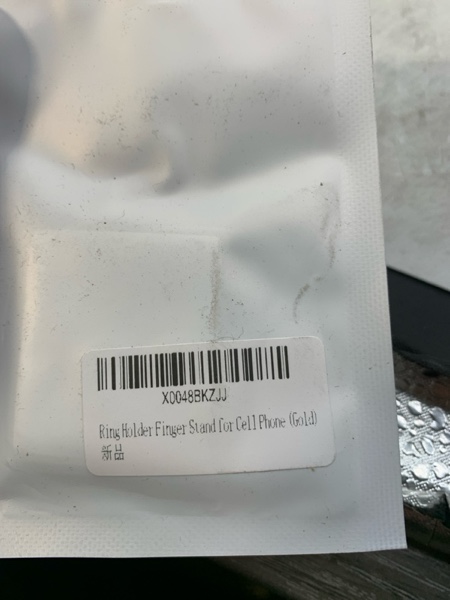 X0048BKZJJ
Ring Holder Finger Stand for Cell Phone (Gold)
新品